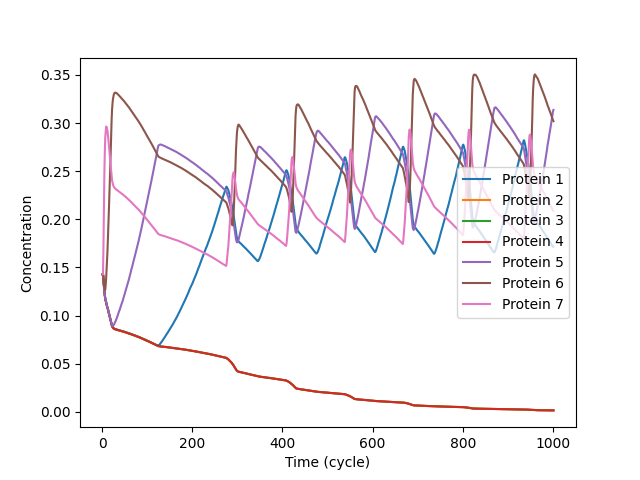 0.35
0.30
0.25
0.20
0.15
0.10
0.05
0.00
Concentration
0
200
400
600
800
1000
Time (cycle)
Protein 1
Protein 2
Protein 3
Protein 4
Protein 5
Protein 6
Protein 7